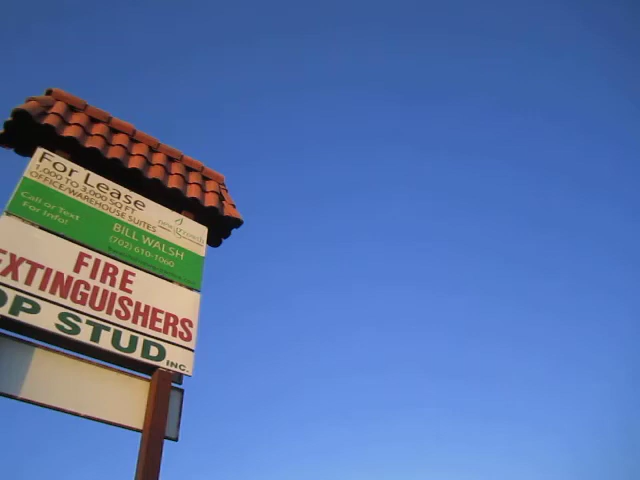 For Lease
1,000 TO 3,000 SQ FT
OFFICE/WAREHOUSE SUITES
Call or Text
For Info!
BILL WALSH
(702) 610-1060
FIRE
EXTINGUISHERS
OP STUD INC.